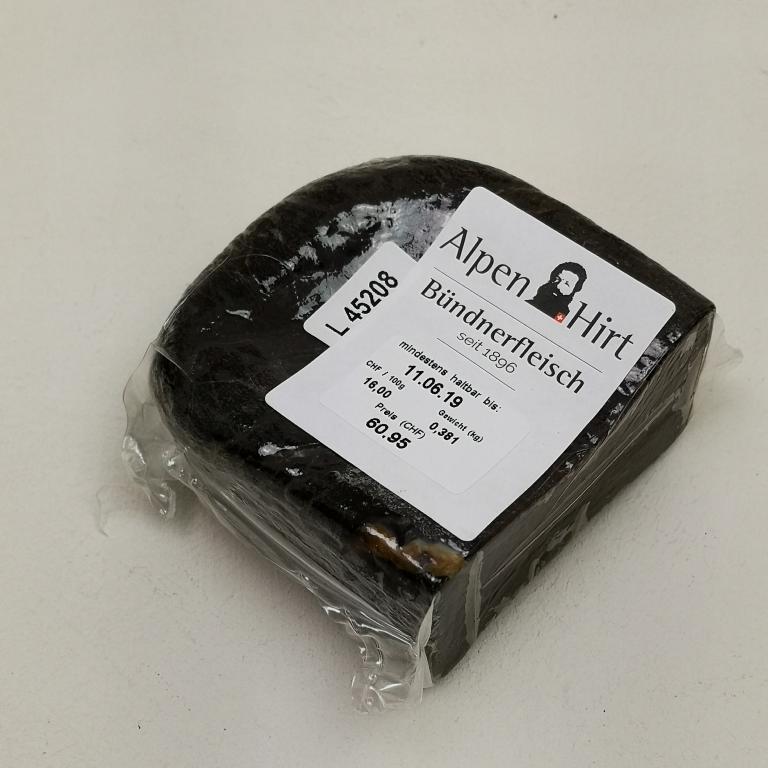 Alpen Hirt
Bündnerfleisch
seit 1896
L 45208
mindestens haltbar bis:
11.06.19
CHF / 100g Gewicht (kg)
16,00 0,381
Preis (CHF)
60.95